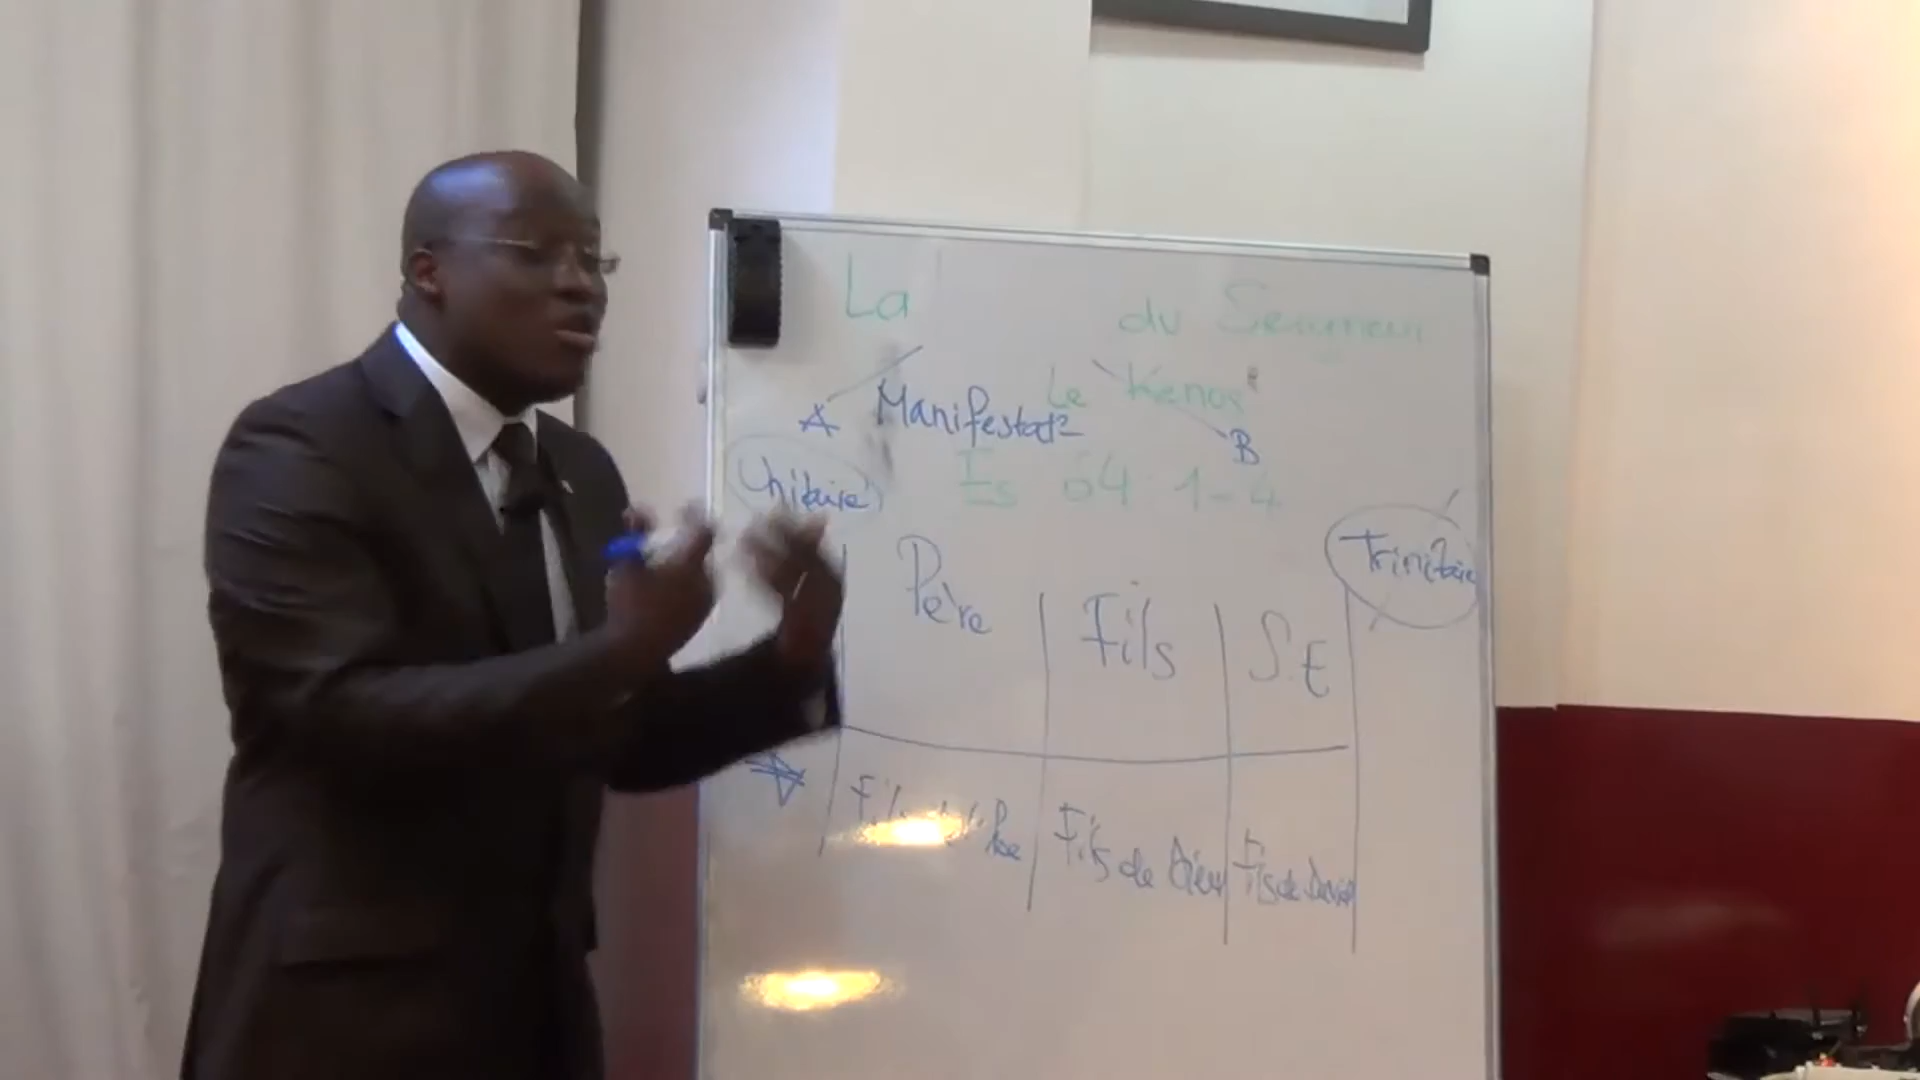 La du Seigneur
Le Kenos
A Manifestat° B
Unitaire Es 64 1-4
Trinitaire
Père Fils S.E
Fils de Dieu Fils de David